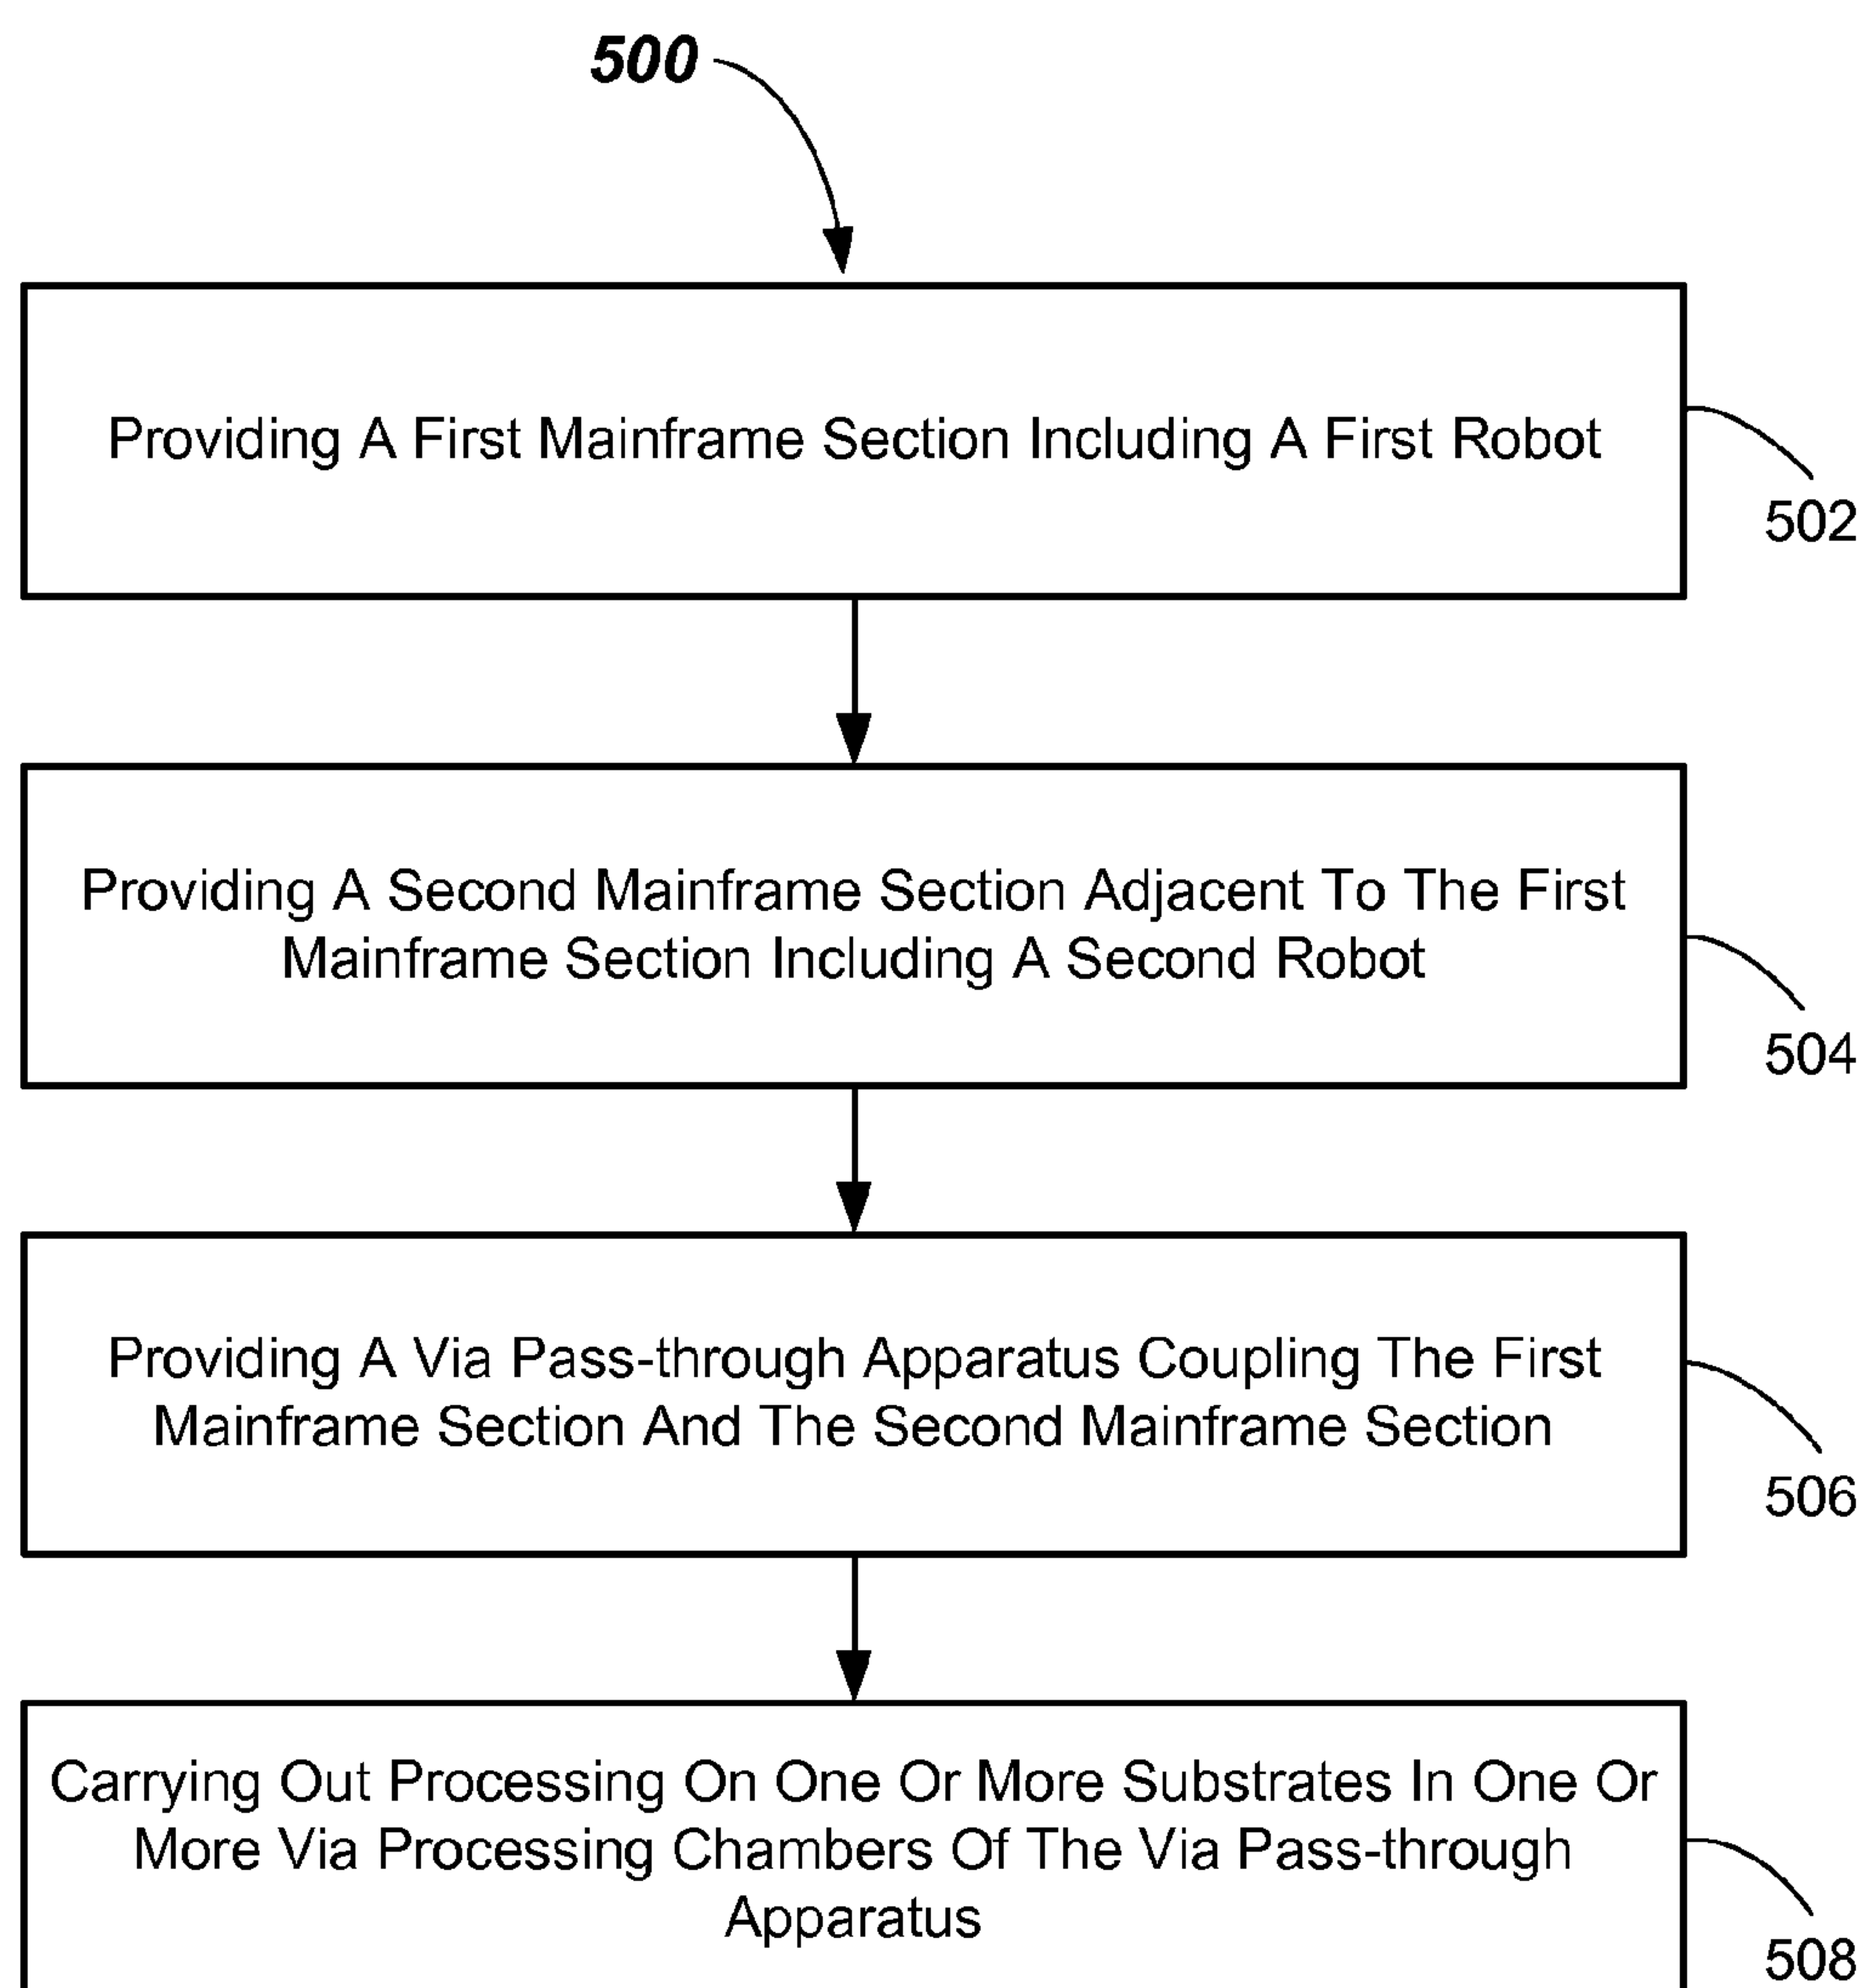 500
Providing A First Mainframe Section Including A First Robot
502
Providing A Second Mainframe Section Adjacent To The First
Mainframe Section Including A Second Robot
504
Providing A Via Pass-through Apparatus Coupling The First
Mainframe Section And The Second Mainframe Section
506
Carrying Out Processing On One Or More Substrates In One Or
More Via Processing Chambers Of The Via Pass-through
Apparatus
508